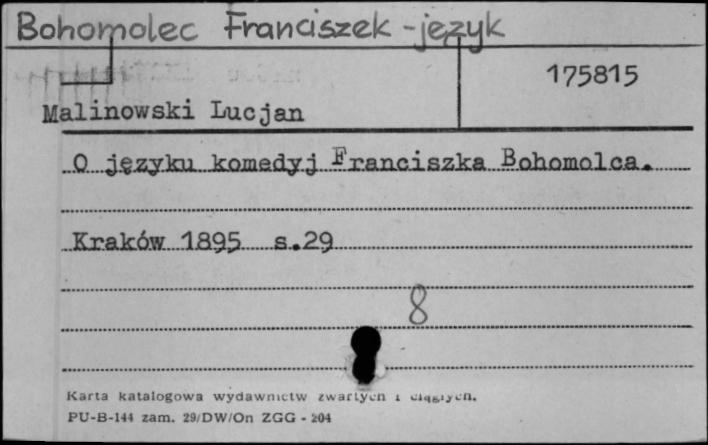 Bohomolec Franciszek - język
175815
Malinowski Lucjan
O języku komedyj Franciszka Bohomolca.
Kraków 1895 s.29
8
Karta katalogowa wydawnictw zwartych i ciągłych.
PU-B-144 zam. 29/DW/On ZGG - 204